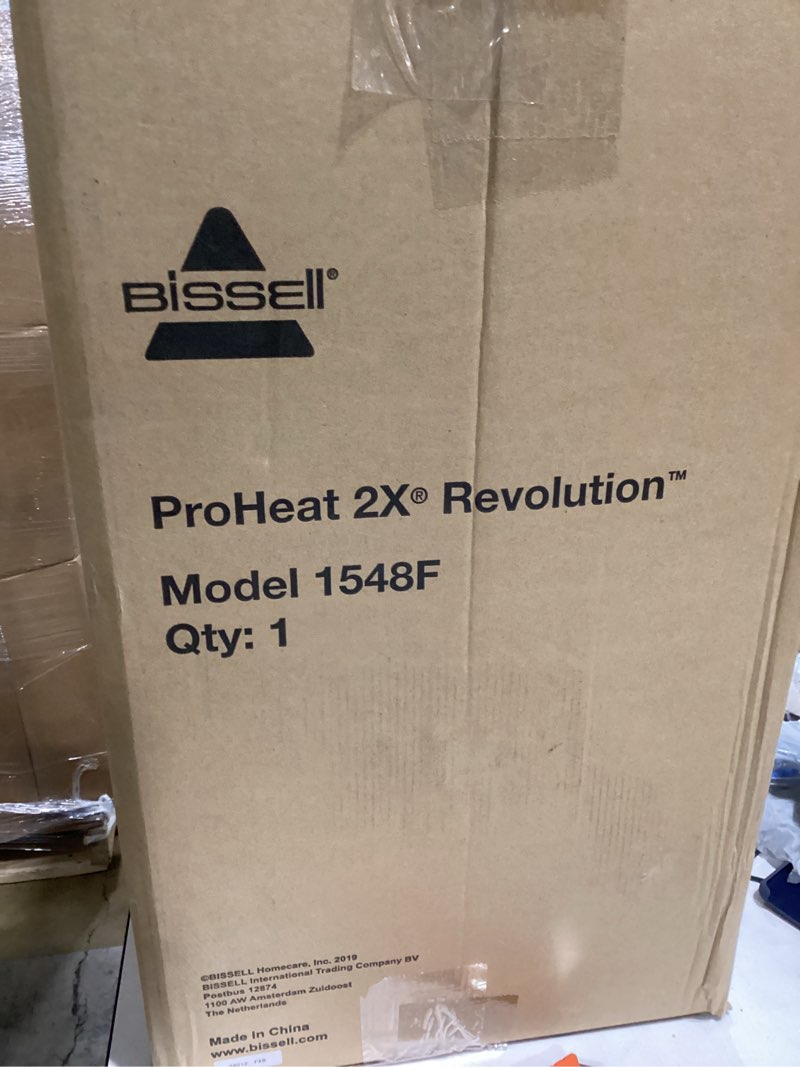 BISSELL®
ProHeat 2X® Revolution™
Model 1548F
Qty: 1
©BISSELL Homecare, Inc. 2019
BISSELL International Trading Company BV
Postbus 12874
1100 AW Amsterdam Zuidoost
The Netherlands
Made in China
www.bissell.com